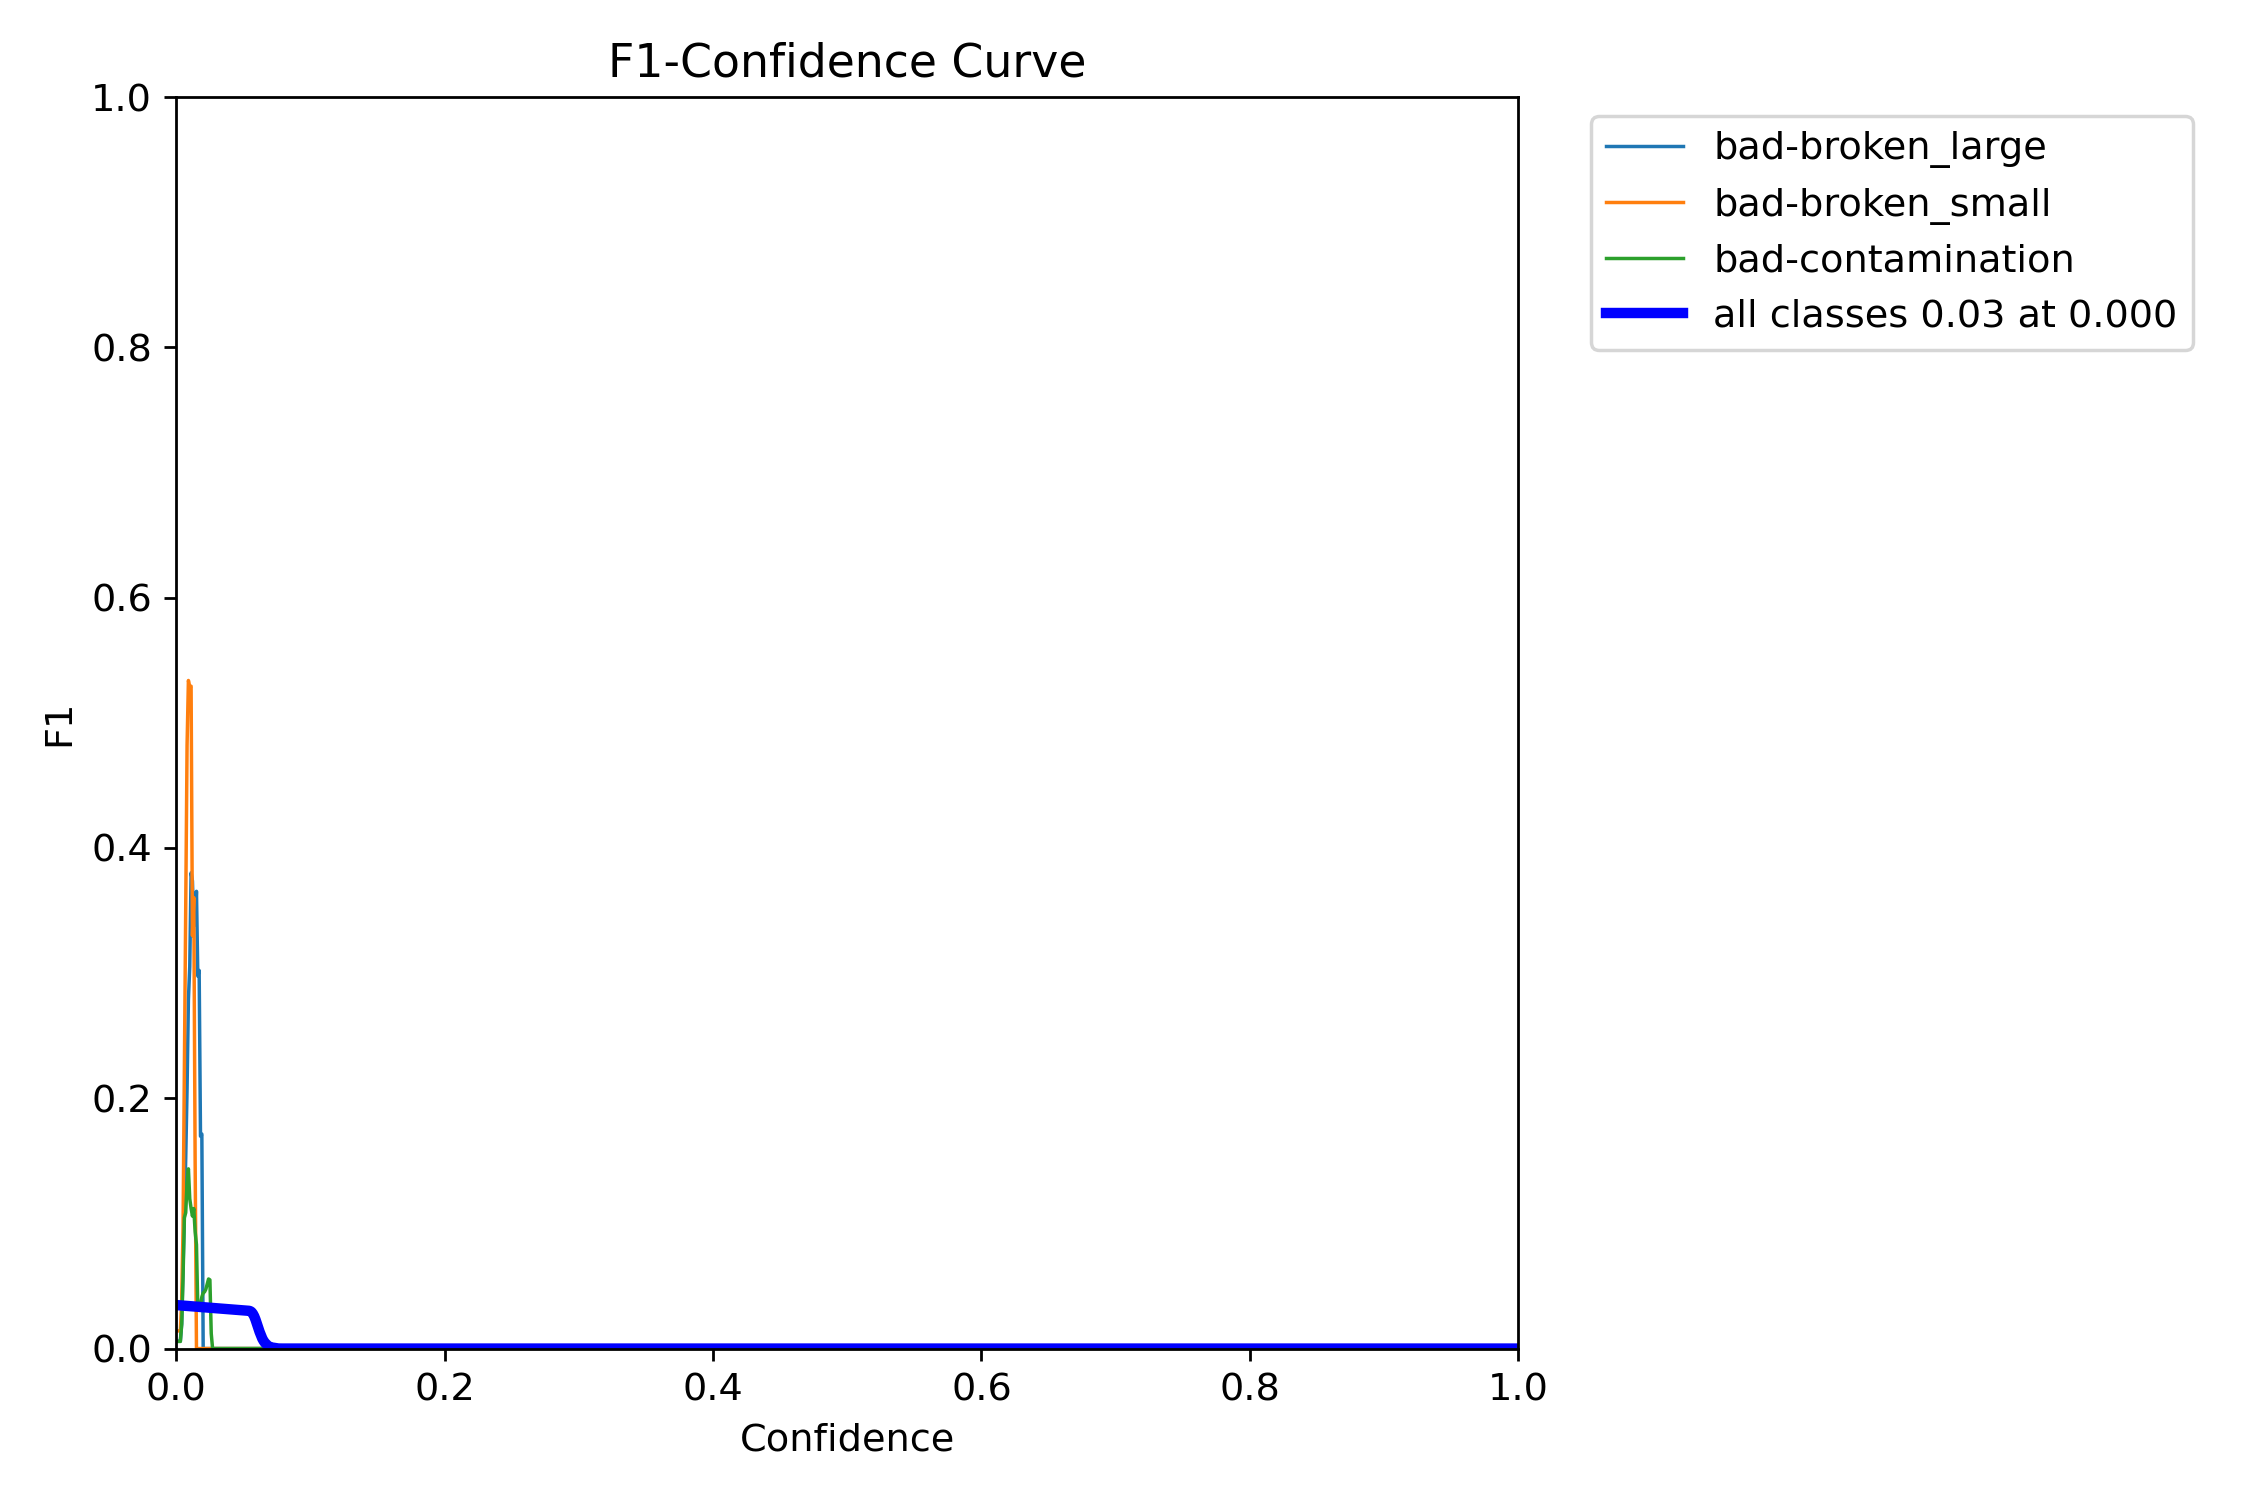 F1-Confidence Curve
1.0
0.8
0.6
0.4
0.2
0.0
F1
0.0 0.2 0.4 0.6 0.8 1.0
Confidence
bad-broken_large
bad-broken_small
bad-contamination
all classes 0.03 at 0.000